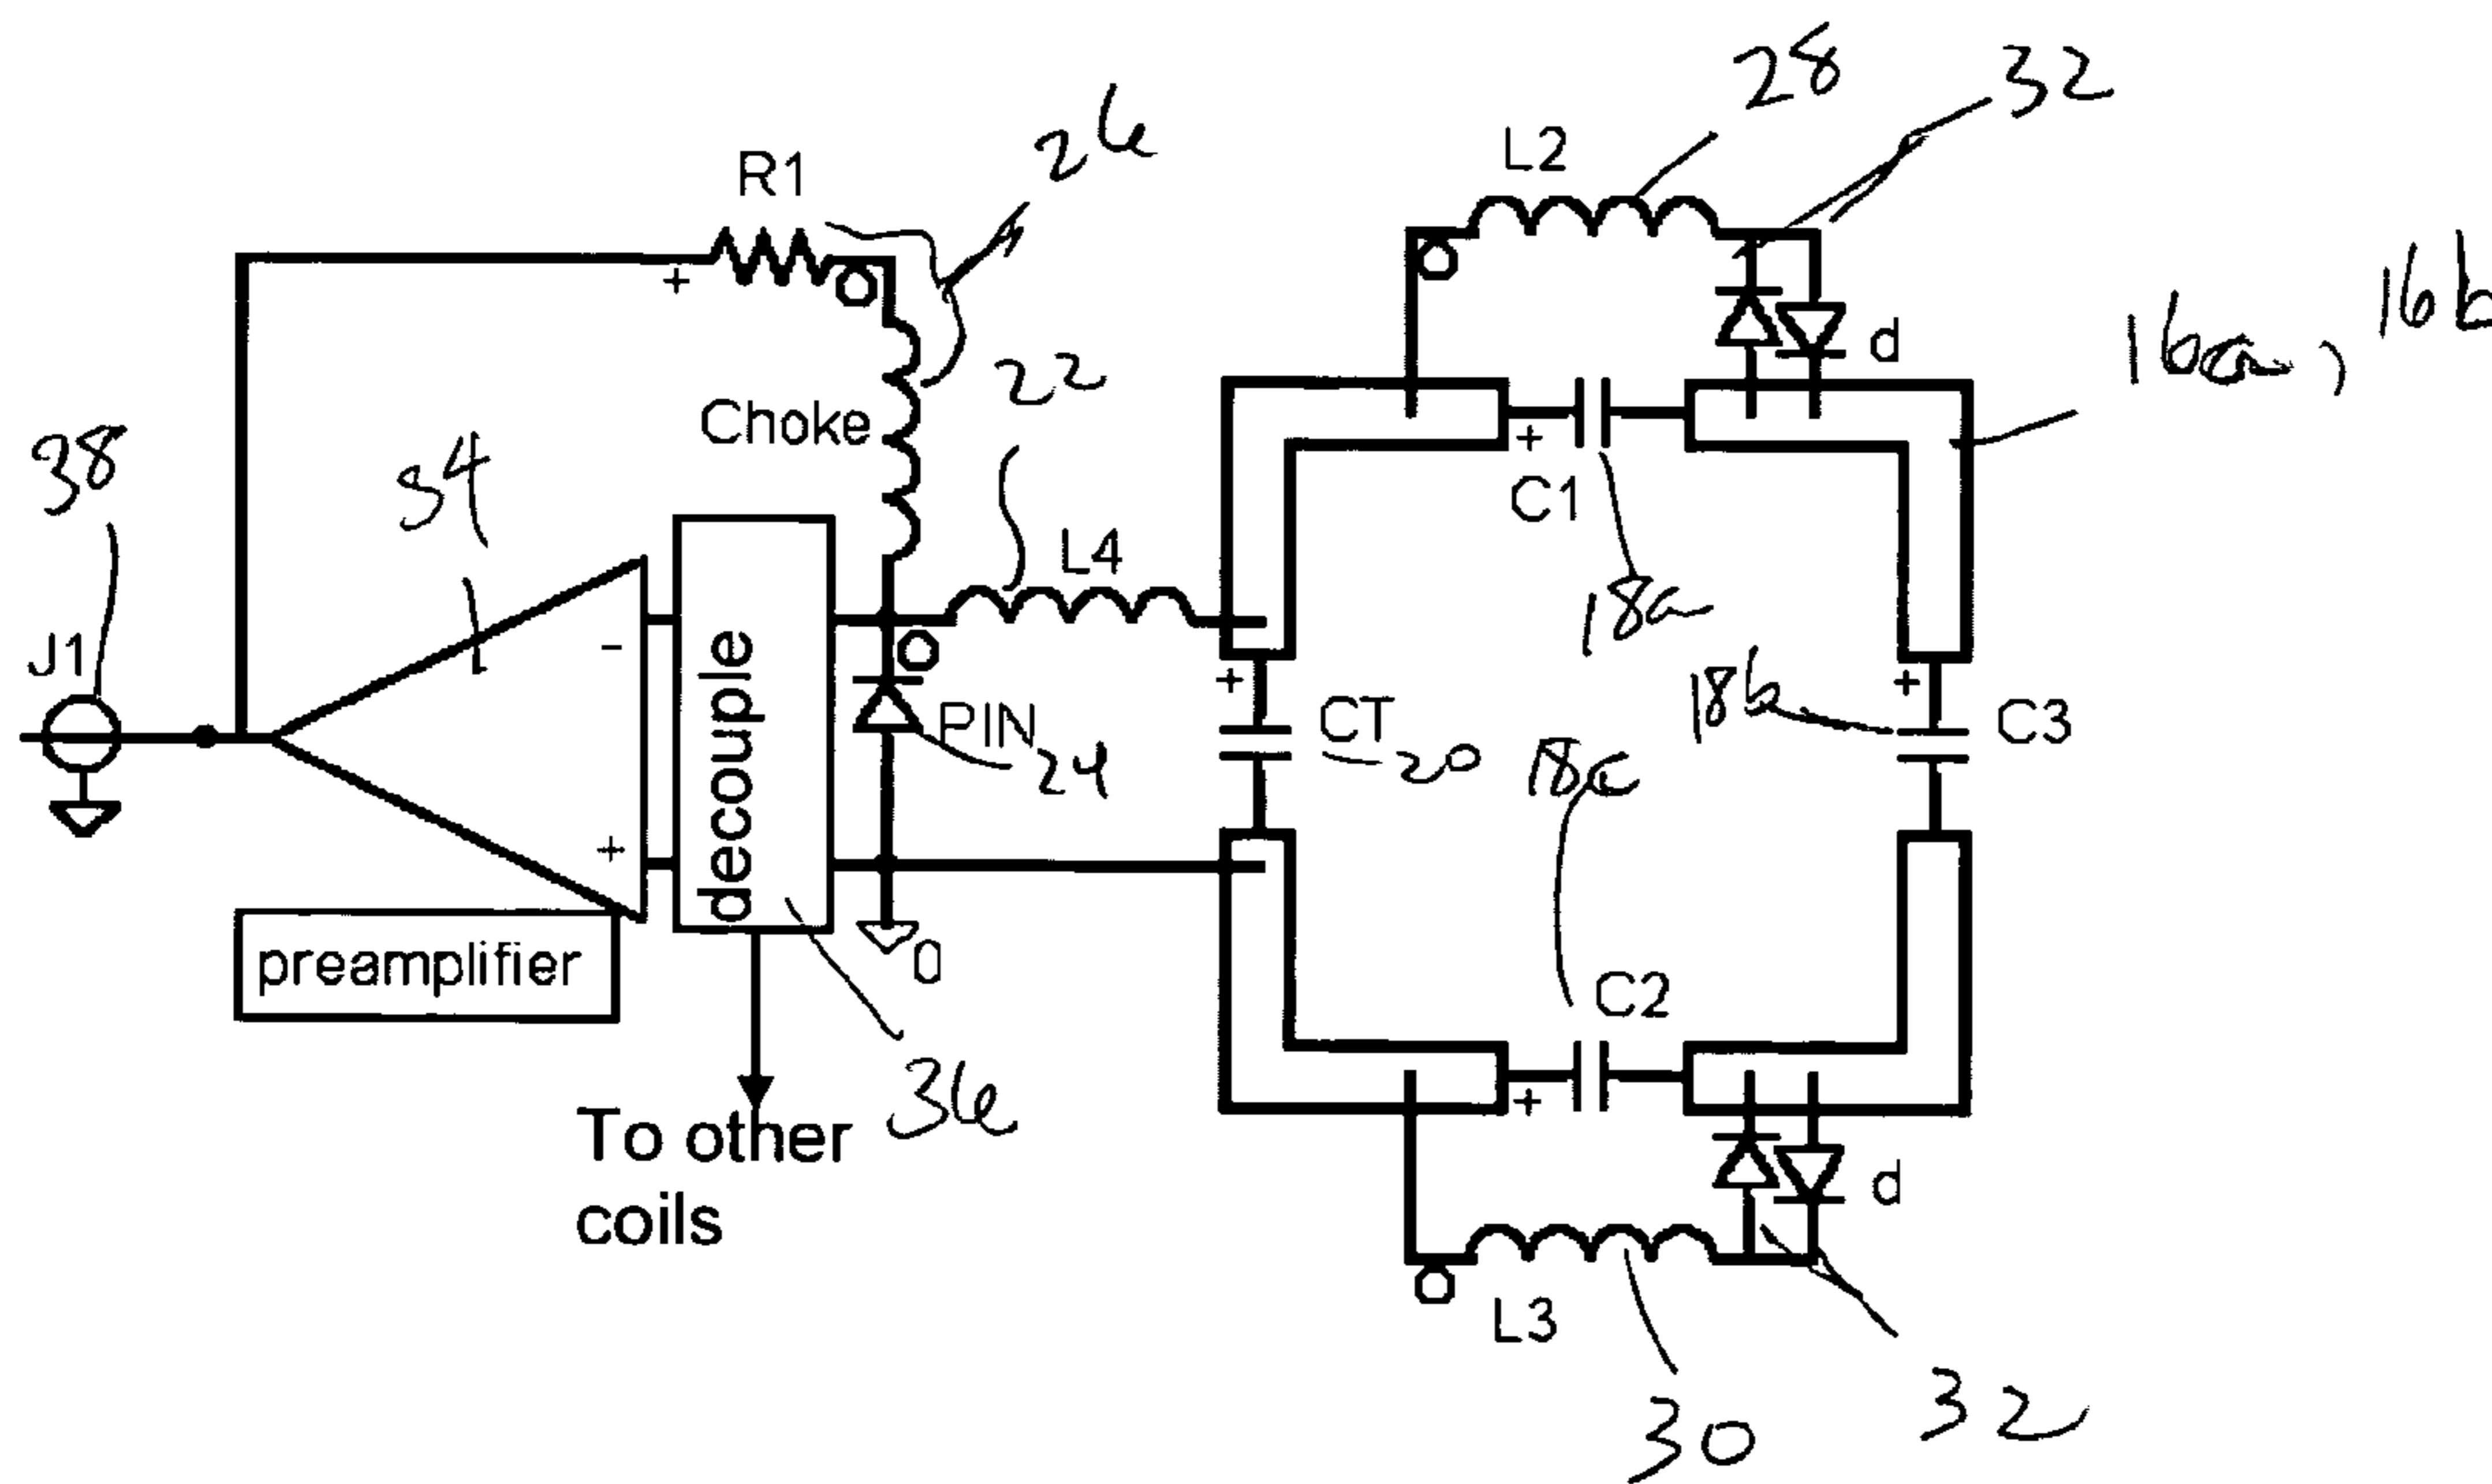 28
32
26
L2
R1
16a, 16b
d
22
Choke
38
34
C1
L4
18a
J1
-
decouple
PIN
24
CT
20
18b
C3
18c
+
preamplifier
0
C2
36
To other
coils
d
L3
30
32